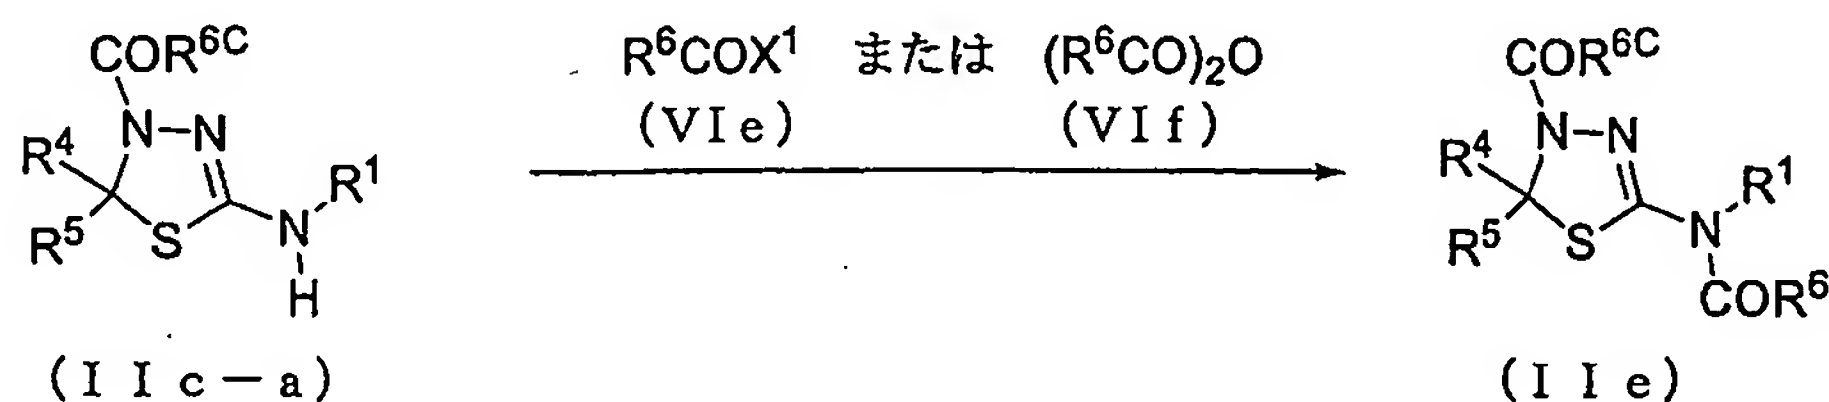 COR⁶ᶜ R⁶COX¹ または (R⁶CO)₂O COR⁶ᶜ
(VIe) (VIf)
N–N N–N
R⁴ R¹ R⁴ R¹
R⁵ S N R⁵ S N
H COR⁶
(IIc−a) (IIe)